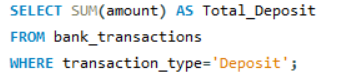 SELECT SUM(amount) AS Total_Deposit
FROM bank_transactions
WHERE transaction_type='Deposit';